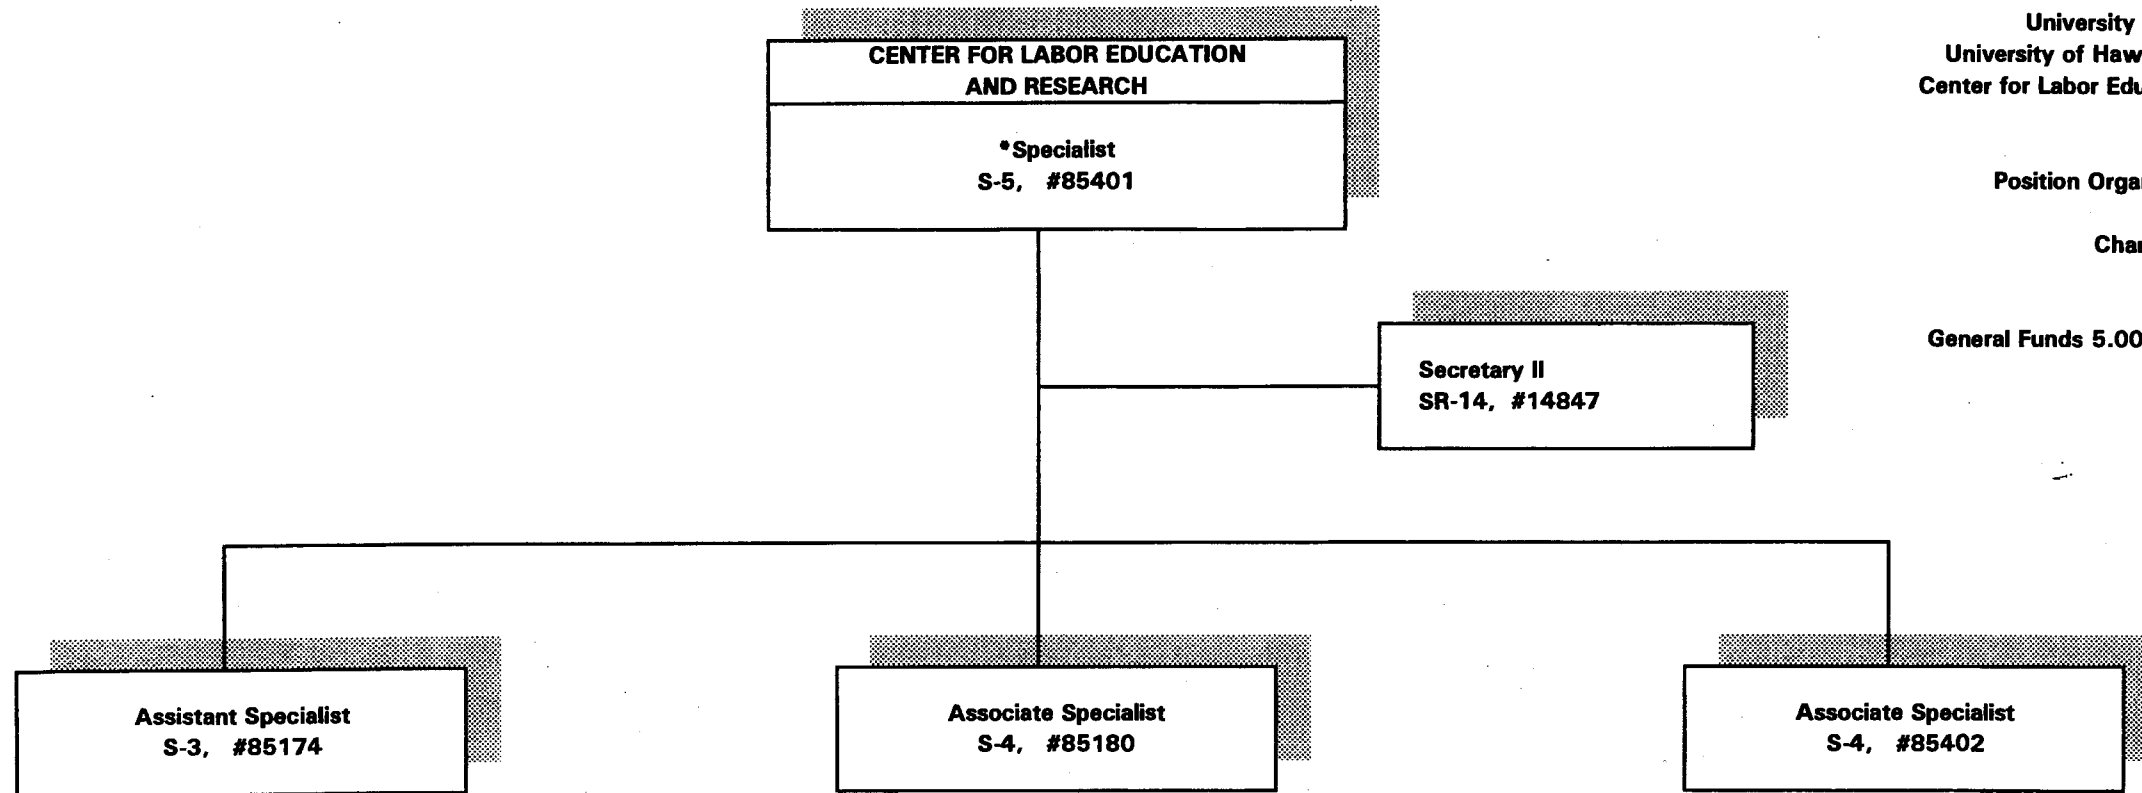 University
University of Haw
Center for Labor Edu
Position Orga
Char
General Funds 5.00
CENTER FOR LABOR EDUCATION
AND RESEARCH
*Specialist
S-5, #85401
Secretary II
SR-14, #14847
Assistant Specialist
S-3, #85174
Associate Specialist
S-4, #85180
Associate Specialist
S-4, #85402